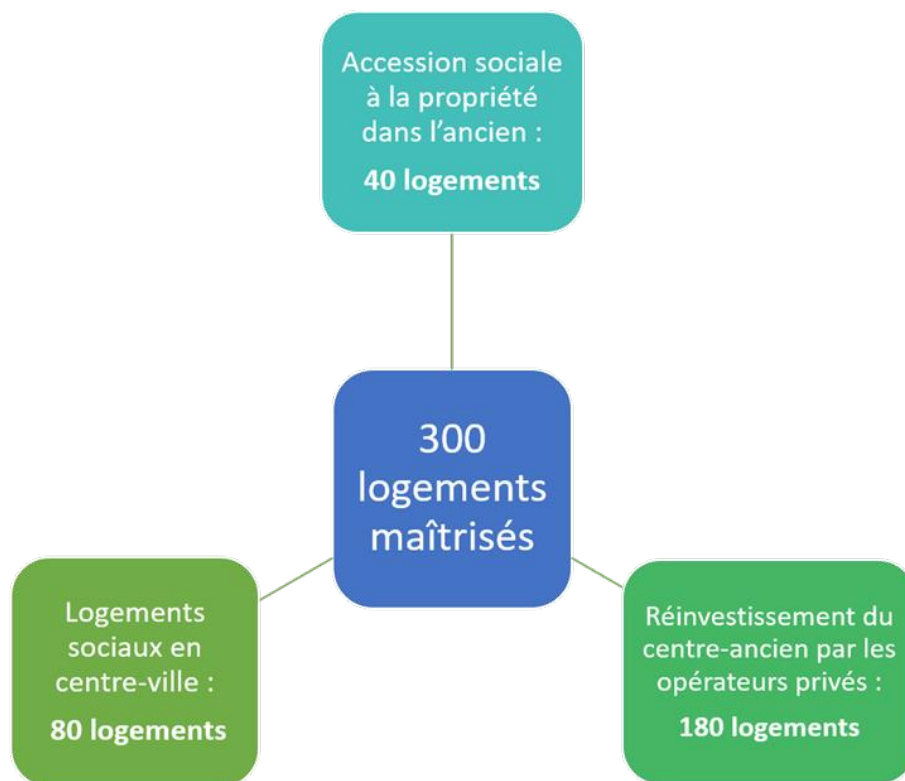 Accession sociale
à la propriété
dans l’ancien :
40 logements
300
logements
maîtrisés
Logements
sociaux en
centre-ville :
80 logements
Réinvestissement du
centre-ancien par les
opérateurs privés :
180 logements